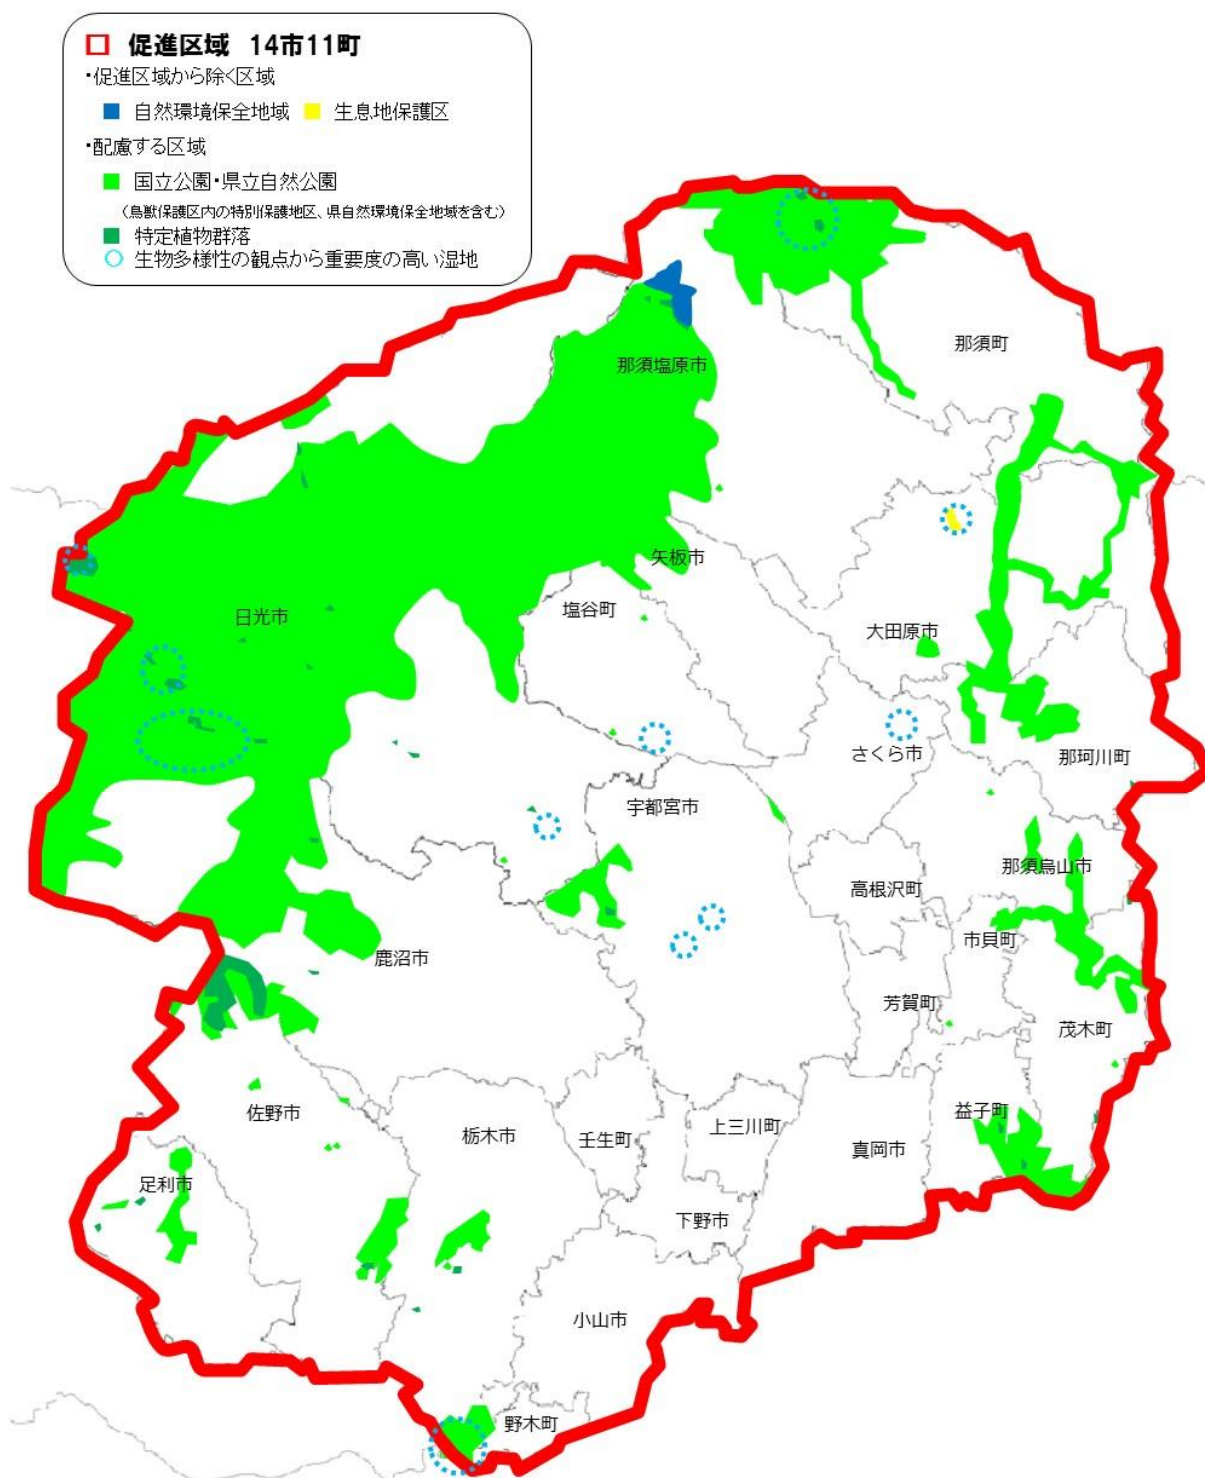 促進区域 14市11町
・促進区域から除く区域
自然環境保全地域 生息地保護区
・配慮する区域
国立公園・県立自然公園
(鳥獣保護区内の特別保護地区、県自然環境保全地域を含む)
特定植物群落
生物多様性の観点から重要度の高い湿地
那須町
那須塩原市
矢板市
塩谷町
日光市
大田原市
さくら市
那珂川町
宇都宮市
那須烏山市
高根沢町
市貝町
鹿沼市
芳賀町
茂木町
佐野市
栃木市
壬生町
上三川町
益子町
真岡市
足利市
下野市
小山市
野木町